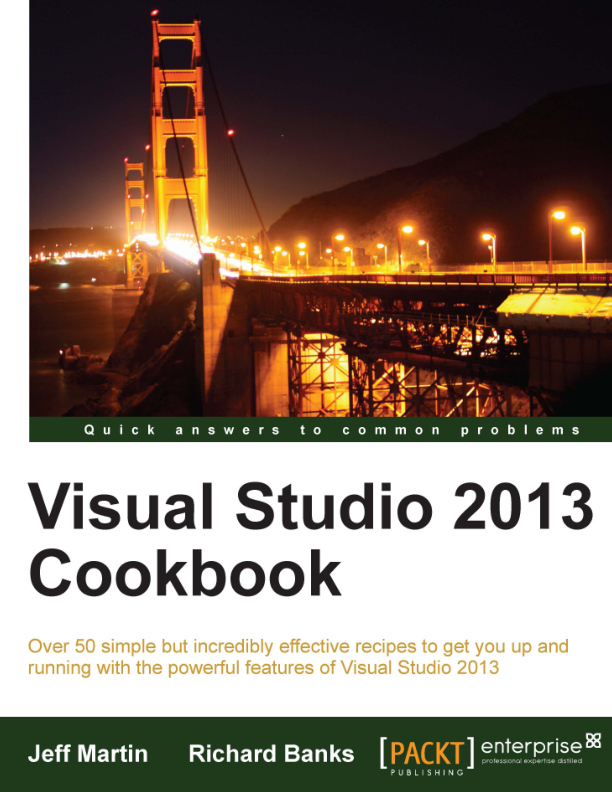 Quick answers to common problems
Visual Studio 2013
Cookbook
Over 50 simple but incredibly effective recipes to get you up and
running with the powerful features of Visual Studio 2013
Jeff Martin Richard Banks [PACKT] enterprise
PUBLISHING professional expertise distilled